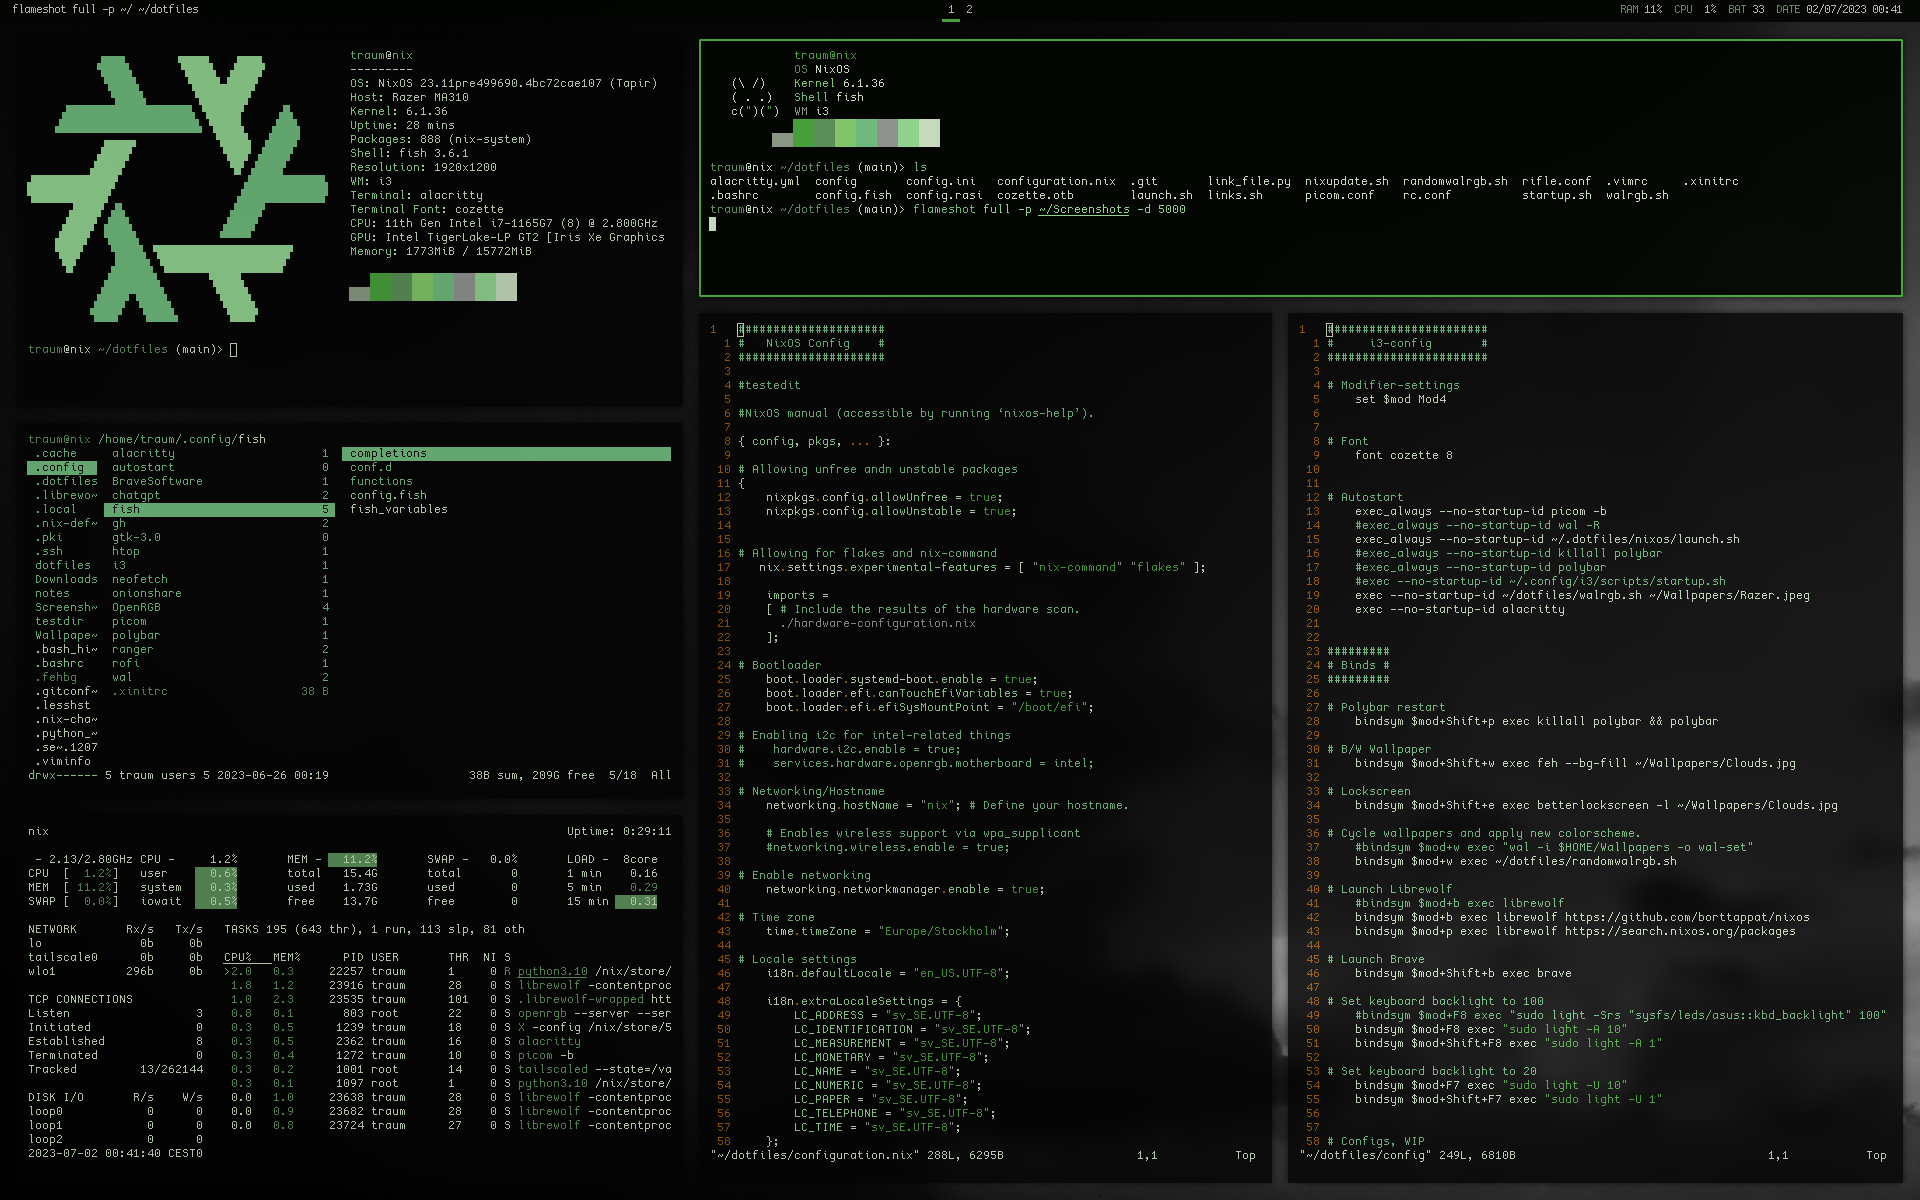 flameshot full -p ~/ ~/dotfiles
1 2
RAM 11% CPU 1% BAT 33 DATE 02/07/2023 00:41
traum@nix
---------
OS: NixOS 23.11pre499690.4bc72cae107 (Tapir)
Host: Razer MA310
Kernel: 6.1.36
Uptime: 28 mins
Packages: 888 (nix-system)
Shell: fish 3.6.1
Resolution: 1920x1200
WM: i3
Terminal: alacritty
Terminal Font: cozette
CPU: 11th Gen Intel i7-1165G7 (8) @ 2.800GHz
GPU: Intel TigerLake-LP GT2 [Iris Xe Graphics
Memory: 1773MiB / 15772MiB
traum@nix ~/dotfiles (main)>
traum@nix
OS NixOS
(\ /) Kernel 6.1.36
( . .) Shell fish
c(")(") WM i3
traum@nix ~/dotfiles (main)> ls
alacritty.yml config config.ini configuration.nix .git link_file.py nixupdate.sh randomwalrgb.sh rifle.conf .vimrc .xinitrc
.bashrc config.fish config.rasi cozette.otb launch.sh links.sh picom.conf rc.conf startup.sh walrgb.sh
traum@nix ~/dotfiles (main)> flameshot full -p ~/Screenshots -d 5000
traum@nix /home/traum/.config/fish
.cache alacritty 1 completions
.config autostart 0 conf.d
.dotfiles BraveSoftware 1 functions
.librewo~ chatgpt 2 config.fish
.local fish 5 fish_variables
.nix-def~ gh 2
.pki gtk-3.0 0
.ssh htop 1
dotfiles i3 1
Downloads neofetch 1
notes onionshare 1
Screensh~ OpenRGB 4
testdir picom 1
Wallpape~ polybar 1
.bash_hi~ ranger 2
.bashrc rofi 1
.fehbg wal 2
.gitconf~ .xinitrc 38 B
.lesshst
.nix-cha~
.python_~
.se~.1207
.viminfo
drwx------ 5 traum users 5 2023-06-26 00:19 38B sum, 209G free 5/18 All
nix Uptime: 0:29:11
- 2.13/2.80GHz CPU - 1.2% MEM - 11.2% SWAP - 0.0% LOAD - 8core
CPU [ 1.2%] user 0.6% total 15.4G total 0 1 min 0.16
MEM [ 11.2%] system 0.3% used 1.73G used 0 5 min 0.29
SWAP [ 0.0%] iowait 0.5% free 13.7G free 0 15 min 0.31
NETWORK Rx/s Tx/s TASKS 195 (643 thr), 1 run, 113 slp, 81 oth
lo 0b 0b
tailscale0 0b 0b CPU% MEM% PID USER THR NI S
wlo1 296b 0b >2.0 0.3 22257 traum 1 0 R python3.10 /nix/store/
1.8 1.2 23916 traum 28 0 S librewolf -contentproc
TCP CONNECTIONS 1.0 2.3 23535 traum 101 0 S .librewolf-wrapped htt
Listen 3 0.8 0.1 803 root 22 0 S openrgb --server --ser
Initiated 0 0.3 0.5 1239 traum 18 0 S X -config /nix/store/5
Established 8 0.3 0.5 2362 traum 16 0 S alacritty
Terminated 0 0.3 0.4 1272 traum 10 0 S picom -b
Tracked 13/262144 0.3 0.2 1001 root 14 0 S tailscaled --state=/va
0.3 0.1 1097 root 1 0 S python3.10 /nix/store/
DISK I/O R/s W/s 0.0 1.0 23638 traum 28 0 S librewolf -contentproc
loop0 0 0 0.0 0.9 23682 traum 28 0 S librewolf -contentproc
loop1 0 0 0.0 0.8 23724 traum 27 0 S librewolf -contentproc
loop2 0 0
2023-07-02 00:41:40 CEST0
1 #####################
1 # NixOS Config #
2 #####################
3
4 #testedit
5
6 #NixOS manual (accessible by running ‘nixos-help’).
7
8 { config, pkgs, ... }:
9
10 # Allowing unfree andn unstable packages
11 {
12 nixpkgs.config.allowUnfree = true;
13 nixpkgs.config.allowUnstable = true;
14
15
16 # Allowing for flakes and nix-command
17 nix.settings.experimental-features = [ "nix-command" "flakes" ];
18
19 imports =
20 [ # Include the results of the hardware scan.
21 ./hardware-configuration.nix
22 ];
23
24 # Bootloader
25 boot.loader.systemd-boot.enable = true;
26 boot.loader.efi.canTouchEfiVariables = true;
27 boot.loader.efi.efiSysMountPoint = "/boot/efi";
28
29 # Enabling i2c for intel-related things
30 # hardware.i2c.enable = true;
31 # services.hardware.openrgb.motherboard = intel;
32
33 # Networking/Hostname
34 networking.hostName = "nix"; # Define your hostname.
35
36 # Enables wireless support via wpa_supplicant
37 #networking.wireless.enable = true;
38
39 # Enable networking
40 networking.networkmanager.enable = true;
41
42 # Time zone
43 time.timeZone = "Europe/Stockholm";
44
45 # Locale settings
46 i18n.defaultLocale = "en_US.UTF-8";
47
48 i18n.extraLocaleSettings = {
49 LC_ADDRESS = "sv_SE.UTF-8";
50 LC_IDENTIFICATION = "sv_SE.UTF-8";
51 LC_MEASUREMENT = "sv_SE.UTF-8";
52 LC_MONETARY = "sv_SE.UTF-8";
53 LC_NAME = "sv_SE.UTF-8";
54 LC_NUMERIC = "sv_SE.UTF-8";
55 LC_PAPER = "sv_SE.UTF-8";
56 LC_TELEPHONE = "sv_SE.UTF-8";
57 LC_TIME = "sv_SE.UTF-8";
58 };
"~/dotfiles/configuration.nix" 288L, 6295B 1,1 Top
1 #######################
1 # i3-config #
2 #######################
3
4 # Modifier-settings
5 set $mod Mod4
6
7
8 # Font
9 font cozette 8
10
11
12 # Autostart
13 exec_always --no-startup-id picom -b
14 #exec_always --no-startup-id wal -R
15 exec_always --no-startup-id ~/.dotfiles/nixos/launch.sh
16 #exec_always --no-startup-id killall polybar
17 #exec_always --no-startup-id polybar
18 #exec --no-startup-id ~/.config/i3/scripts/startup.sh
19 exec --no-startup-id ~/dotfiles/walrgb.sh ~/Wallpapers/Razer.jpeg
20 exec --no-startup-id alacritty
21
22
23 #########
24 # Binds #
25 #########
26
27 # Polybar restart
28 bindsym $mod+Shift+p exec killall polybar && polybar
29
30 # B/W Wallpaper
31 bindsym $mod+Shift+w exec feh --bg-fill ~/Wallpapers/Clouds.jpg
32
33 # Lockscreen
34 bindsym $mod+Shift+e exec betterlockscreen -l ~/Wallpapers/Clouds.jpg
35
36 # Cycle wallpapers and apply new colorscheme.
37 #bindsym $mod+w exec "wal -i $HOME/Wallpapers -o wal-set"
38 bindsym $mod+w exec ~/dotfiles/randomwalrgb.sh
39
40 # Launch Librewolf
41 #bindsym $mod+b exec librewolf
42 bindsym $mod+b exec librewolf https://github.com/borttappat/nixos
43 bindsym $mod+p exec librewolf https://search.nixos.org/packages
44
45 # Launch Brave
46 bindsym $mod+Shift+b exec brave
47
48 # Set keyboard backlight to 100
49 #bindsym $mod+F8 exec "sudo light -Srs "sysfs/leds/asus::kbd_backlight" 100"
50 bindsym $mod+F8 exec "sudo light -A 10"
51 bindsym $mod+Shift+F8 exec "sudo light -A 1"
52
53 # Set keyboard backlight to 20
54 bindsym $mod+F7 exec "sudo light -U 10"
55 bindsym $mod+Shift+F7 exec "sudo light -U 1"
56
57
58 # Configs, WIP
"~/dotfiles/config" 249L, 6810B 1,1 Top